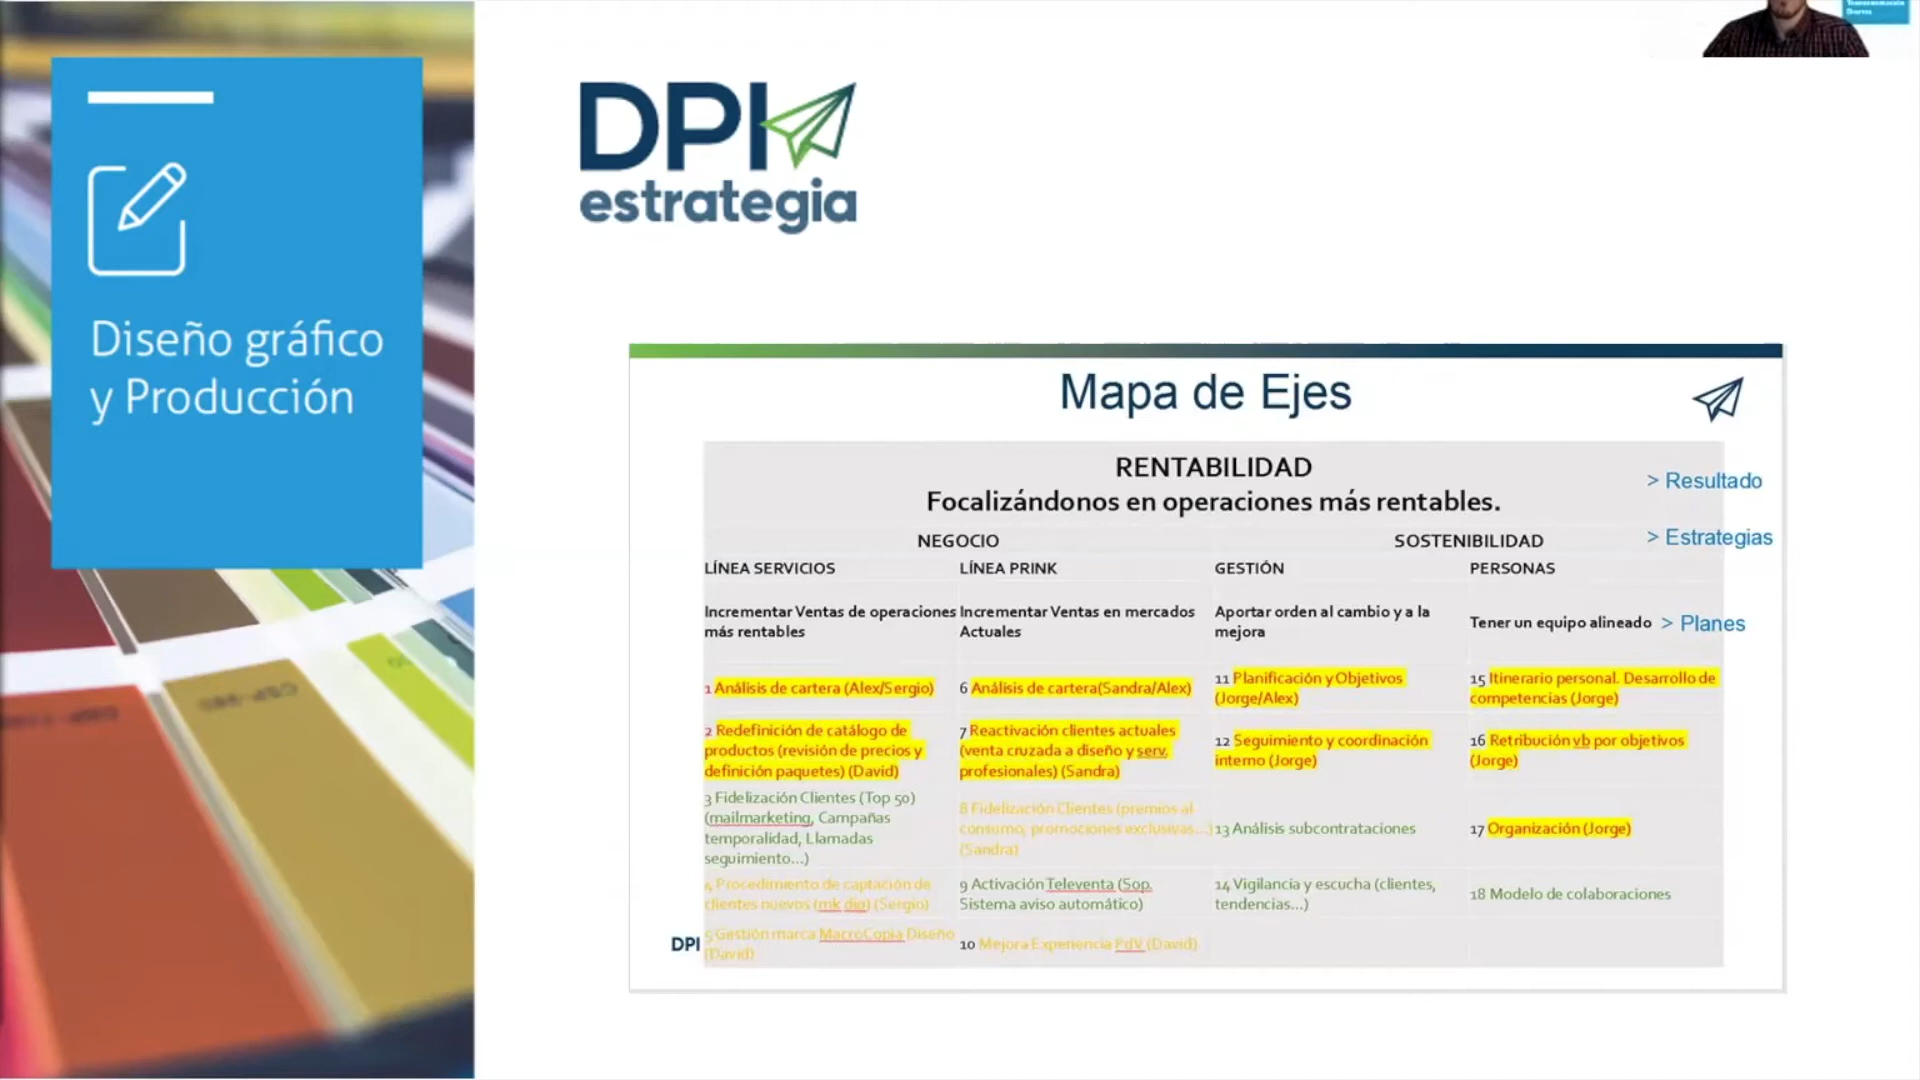 Diseño gráfico
y Producción
DPI
estrategia
Mapa de Ejes
RENTABILIDAD
Focalizándonos en operaciones más rentables.
> Resultado
NEGOCIO
SOSTENIBILIDAD
> Estrategias
LÍNEA SERVICIOS
LÍNEA PRINK
GESTIÓN
PERSONAS
Incrementar Ventas de operaciones
más rentables
Incrementar Ventas en mercados
Actuales
Aportar orden al cambio y a la
mejora
Tener un equipo alineado
> Planes
1 Análisis de cartera (Alex/Sergio)
6 Análisis de cartera(Sandra/Alex)
11 Planificación y Objetivos
(Jorge/Alex)
15 Itinerario personal. Desarrollo de
competencias (Jorge)
2 Redefinición de catálogo de
productos (revisión de precios y
definición paquetes) (David)
7 Reactivación clientes actuales
(venta cruzada a diseño y serv.
profesionales) (Sandra)
12 Seguimiento y coordinación
interno (Jorge)
16 Retribución vb por objetivos
(Jorge)
3 Fidelización Clientes (Top 50)
(mailmarketing, Campañas
temporalidad, Llamadas
seguimiento...)
8 Fidelización Clientes (premios al
consumo, promociones exclusivas...)
(Sandra)
13 Análisis subcontrataciones
17 Organización (Jorge)
4 Procedimiento de captación de
clientes nuevos (mk dig) (Sergio)
9 Activación Televenta (Sop.
Sistema aviso automático)
14 Vigilancia y escucha (clientes,
tendencias...)
18 Modelo de colaboraciones
5 Gestión marca MacroCopia Diseño
(David)
10 Mejora Experiencia PdV (David)
DPI